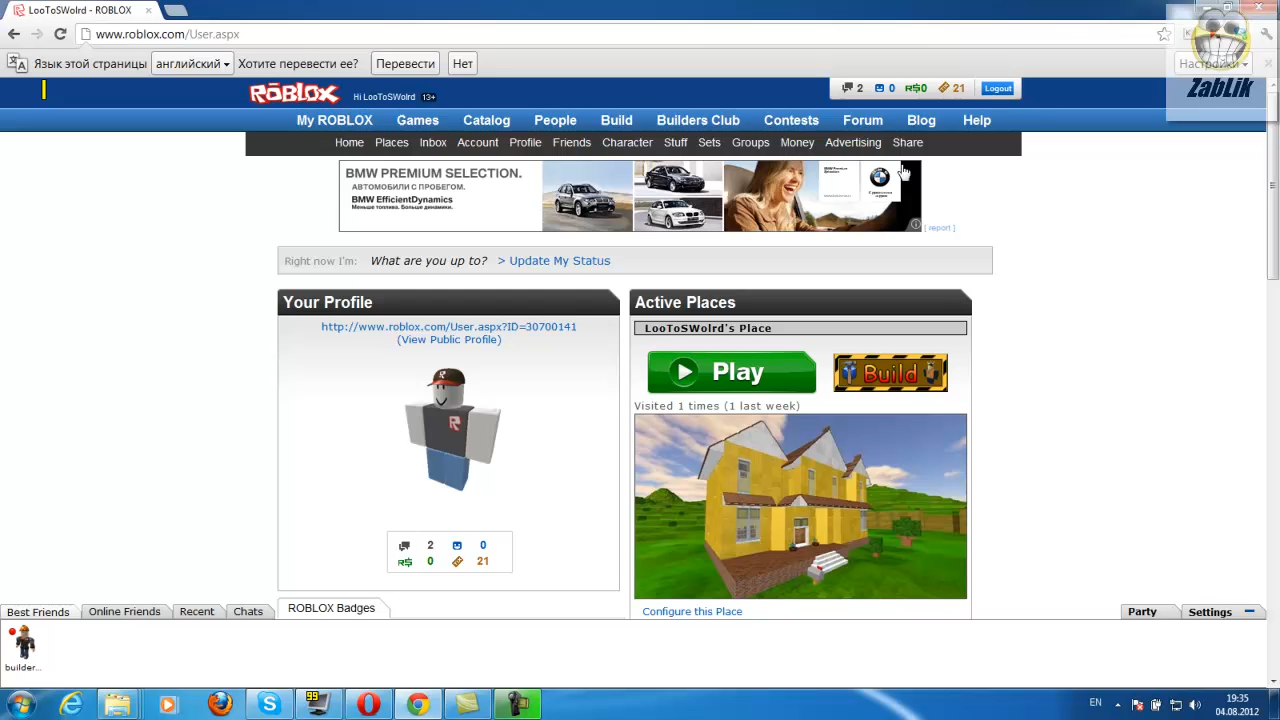 LooToSWolrd - ROBLOX
www.roblox.com/User.aspx
Язык этой страницы английский Хотите перевести ее? Перевести Нет Настройки
ZabLik
ROBLOX Hi LooToSWolrd 13+ 2 0 R$0 21 Logout
My ROBLOX Games Catalog People Build Builders Club Contests Forum Blog Help
Home Places Inbox Account Profile Friends Character Stuff Sets Groups Money Advertising Share
BMW PREMIUM SELECTION.
АВТОМОБИЛИ С ПРОБЕГОМ.
BMW EfficientDynamics
Меньше топлива. Больше динамики.
[ report ]
Right now I'm: What are you up to? > Update My Status
Your Profile
http://www.roblox.com/User.aspx?ID=30700141
(View Public Profile)
2 0
R$ 0 21
ROBLOX Badges
Active Places
LooToSWolrd's Place
Play Build
Visited 1 times (1 last week)
Configure this Place
Best Friends Online Friends Recent Chats Party Settings
builder...
99
EN 19:35
04.08.2012